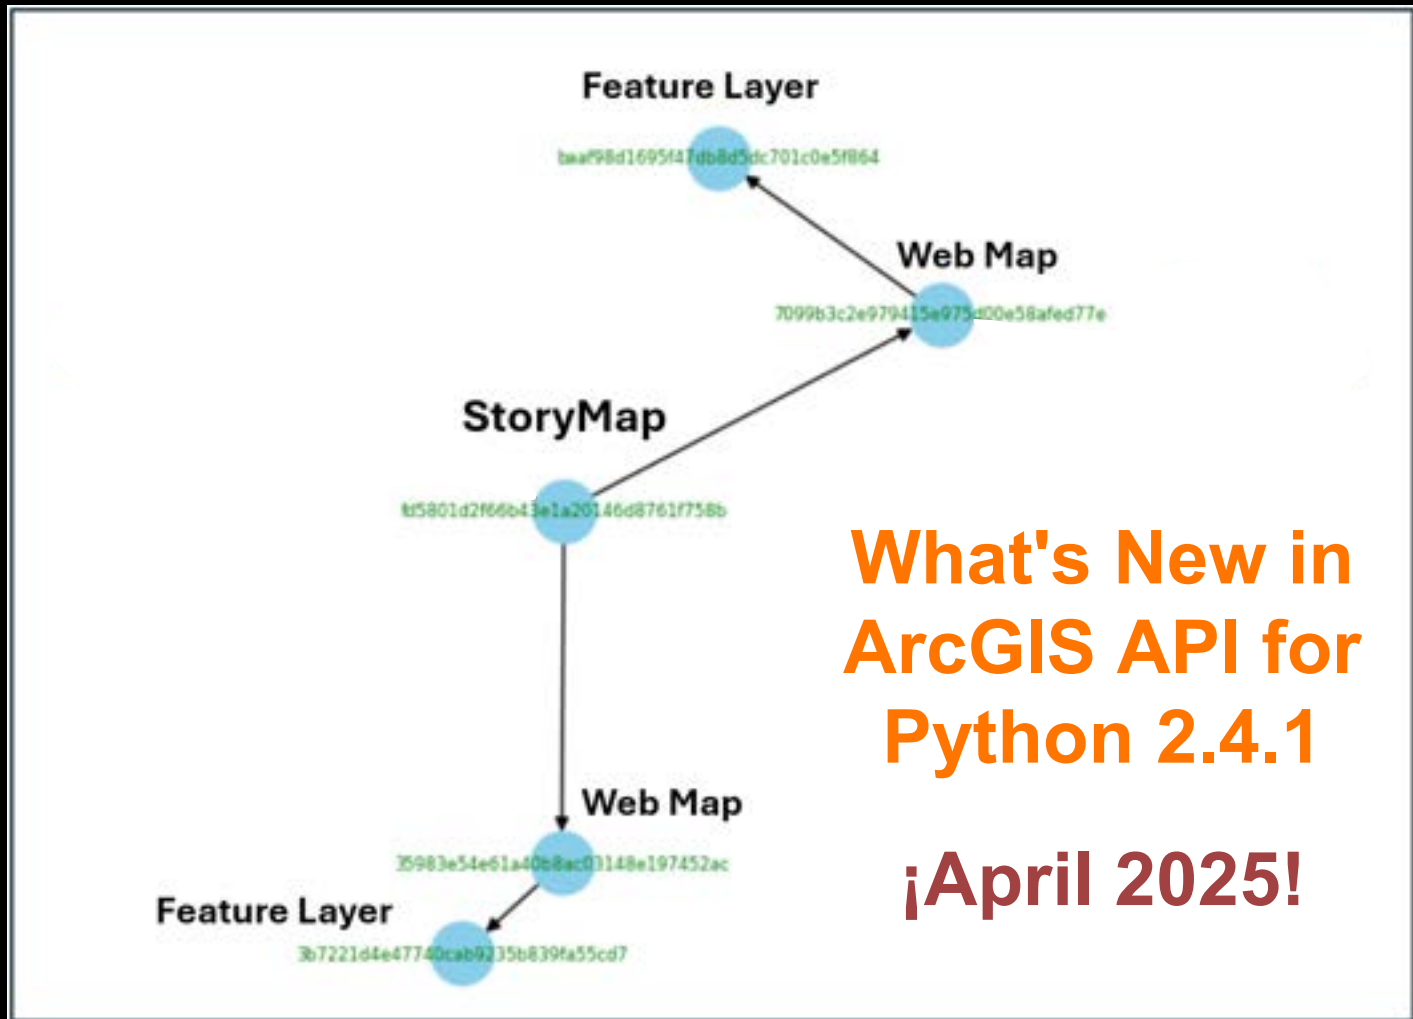 Feature Layer
baaf98d1695f47db8d5dc701c0e5f864
Web Map
7099b3c2e979415e975d00e58afed77e
StoryMap
fd5801d2f66b43e1a20146d8761f758b
What's New in
ArcGIS API for
Python 2.4.1
¡April 2025!
Web Map
35983e54e61a40b8ac03148e197452ac
Feature Layer
3b7221d4e47740cab9235b839fa55cd7